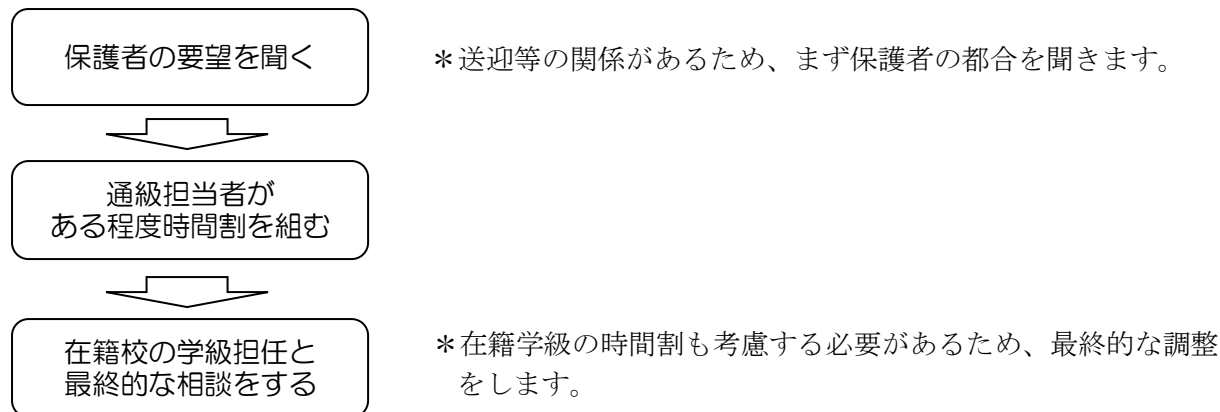 保護者の要望を聞く
＊送迎等の関係があるため、まず保護者の都合を聞きます。
通級担当者が
ある程度時間割を組む
在籍校の学級担任と
最終的な相談をする
＊在籍学級の時間割も考慮する必要があるため、最終的な調整
をします。